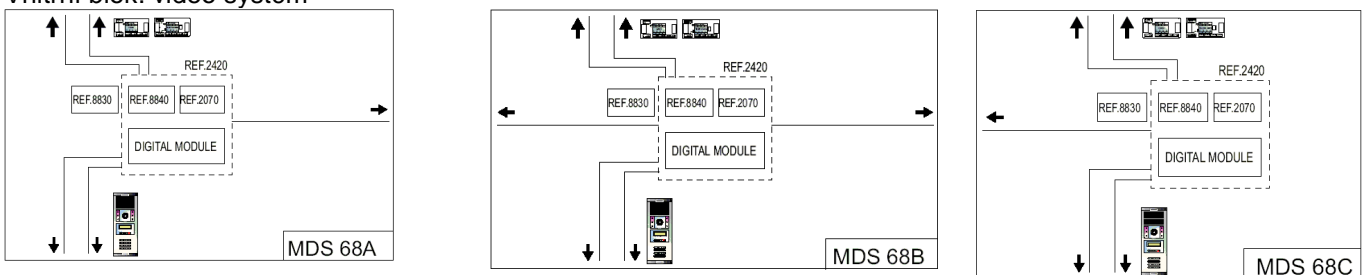 Vnitřní blok: video systém
REF.2420
REF.8830
REF.8840
REF.2070
DIGITAL MODULE
MDS 68A
REF.2420
REF.8830
REF.8840
REF.2070
DIGITAL MODULE
MDS 68B
REF.2420
REF.8830
REF.8840
REF.2070
DIGITAL MODULE
MDS 68C